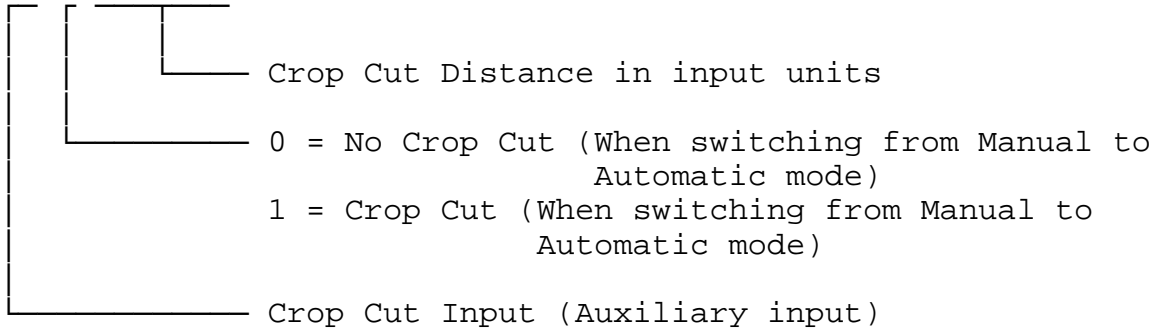 Crop Cut Distance in input units
0 = No Crop Cut (When switching from Manual to
Automatic mode)
1 = Crop Cut (When switching from Manual to
Automatic mode)
Crop Cut Input (Auxiliary input)